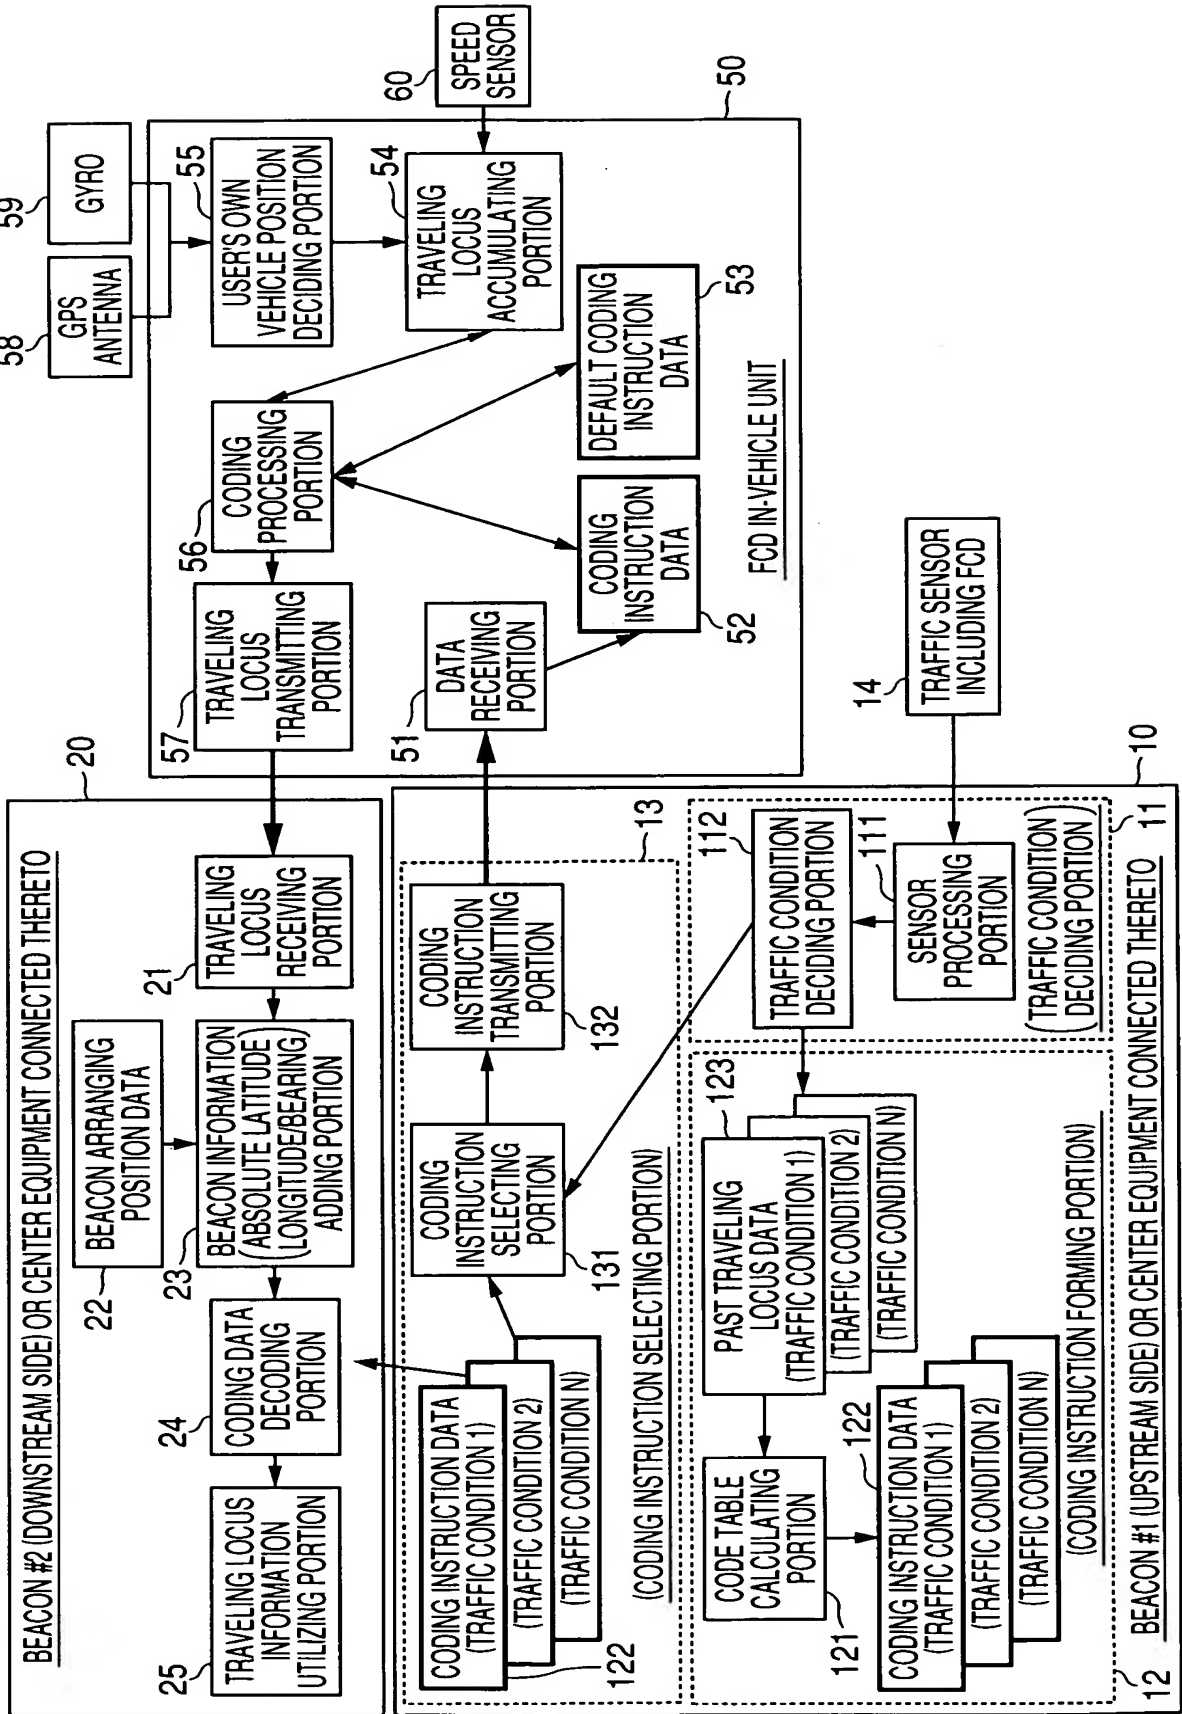 BEACON #2 (DOWNSTREAM SIDE) OR CENTER EQUIPMENT CONNECTED THERETO
20
25
TRAVELING LOCUS
INFORMATION
UTILIZING PORTION
24
CODING DATA
DECODING
PORTION
22
BEACON ARRANGING
POSITION DATA
23
BEACON INFORMATION
(ABSOLUTE LATITUDE
LONGITUDE/BEARING)
ADDING PORTION
21
TRAVELING
LOCUS
RECEIVING
PORTION
57
TRAVELING
LOCUS
TRANSMITTING
PORTION
56
CODING
PROCESSING
PORTION
58
GPS
ANTENNA
59
GYRO
55
USER'S OWN
VEHICLE POSITION
DECIDING PORTION
54
TRAVELING
LOCUS
ACCUMULATING
PORTION
60
SPEED
SENSOR
51
DATA
RECEIVING
PORTION
CODING
INSTRUCTION
DATA
52
DEFAULT CODING
INSTRUCTION
DATA
53
FCD IN-VEHICLE UNIT
50
CODING INSTRUCTION DATA
(TRAFFIC CONDITION 1)
(TRAFFIC CONDITION 2)
(TRAFFIC CONDITION N)
122
CODING
INSTRUCTION
SELECTING
PORTION
131
CODING
INSTRUCTION
TRANSMITTING
PORTION
132
13
(CODING INSTRUCTION SELECTING PORTION)
CODE TABLE
CALCULATING
PORTION
121
PAST TRAVELING
LOCUS DATA
(TRAFFIC CONDITION 1)
(TRAFFIC CONDITION 2)
(TRAFFIC CONDITION N)
123
122
CODING INSTRUCTION DATA
(TRAFFIC CONDITION 1)
(TRAFFIC CONDITION 2)
(TRAFFIC CONDITION N)
(CODING INSTRUCTION FORMING PORTION)
12
112
TRAFFIC CONDITION
DECIDING PORTION
111
SENSOR
PROCESSING
PORTION
(TRAFFIC CONDITION
DECIDING PORTION)
11
14
TRAFFIC SENSOR
INCLUDING FCD
10
BEACON #1 (UPSTREAM SIDE) OR CENTER EQUIPMENT CONNECTED THERETO